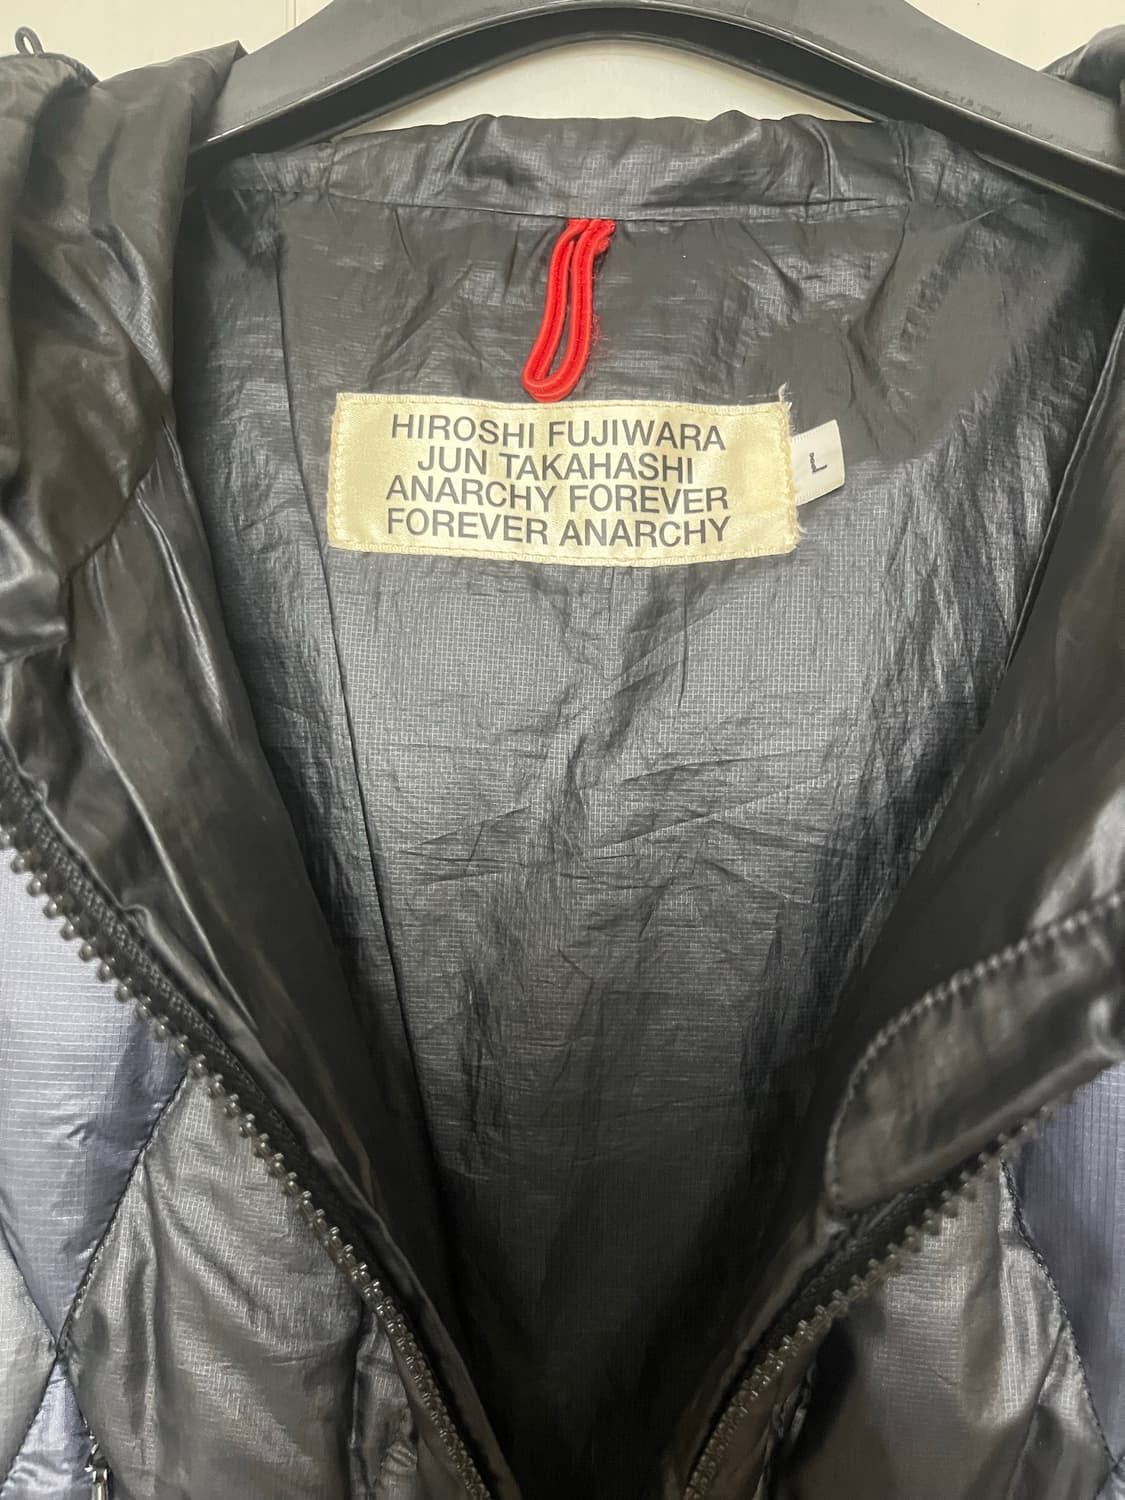 HIROSHI FUJIWARA
JUN TAKAHASHI
ANARCHY FOREVER
FOREVER ANARCHY
L